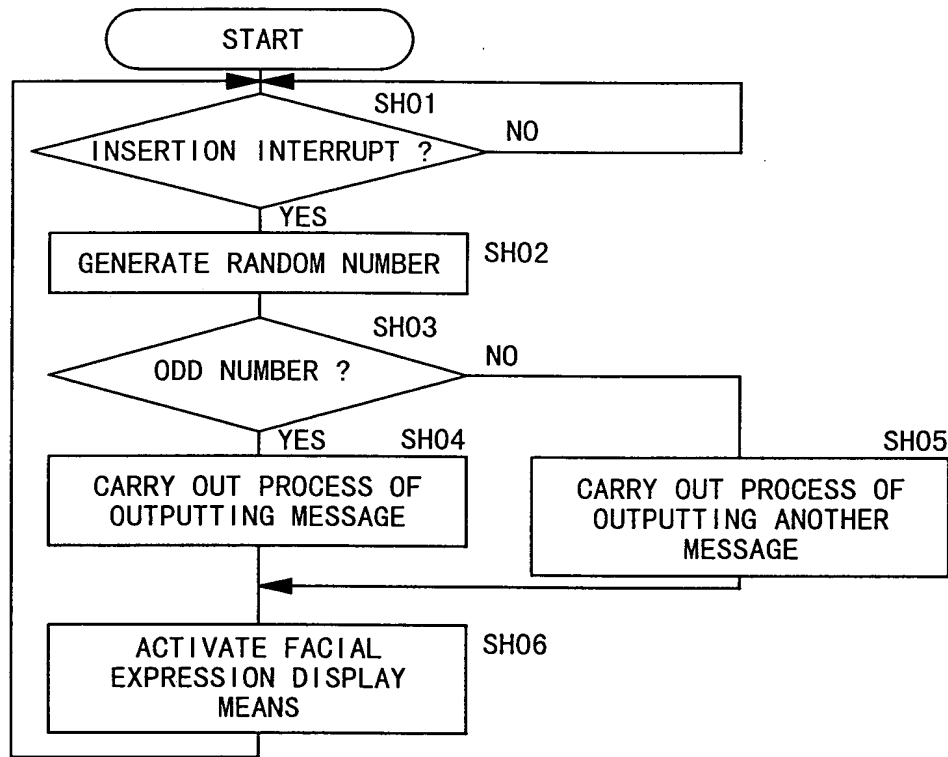 START
SH01
INSERTION INTERRUPT ?
NO
YES
GENERATE RANDOM NUMBER
SH02
SH03
ODD NUMBER ?
NO
YES
SH04
SH05
CARRY OUT PROCESS OF
OUTPUTTING MESSAGE
CARRY OUT PROCESS OF
OUTPUTTING ANOTHER
MESSAGE
ACTIVATE FACIAL
EXPRESSION DISPLAY
MEANS
SH06